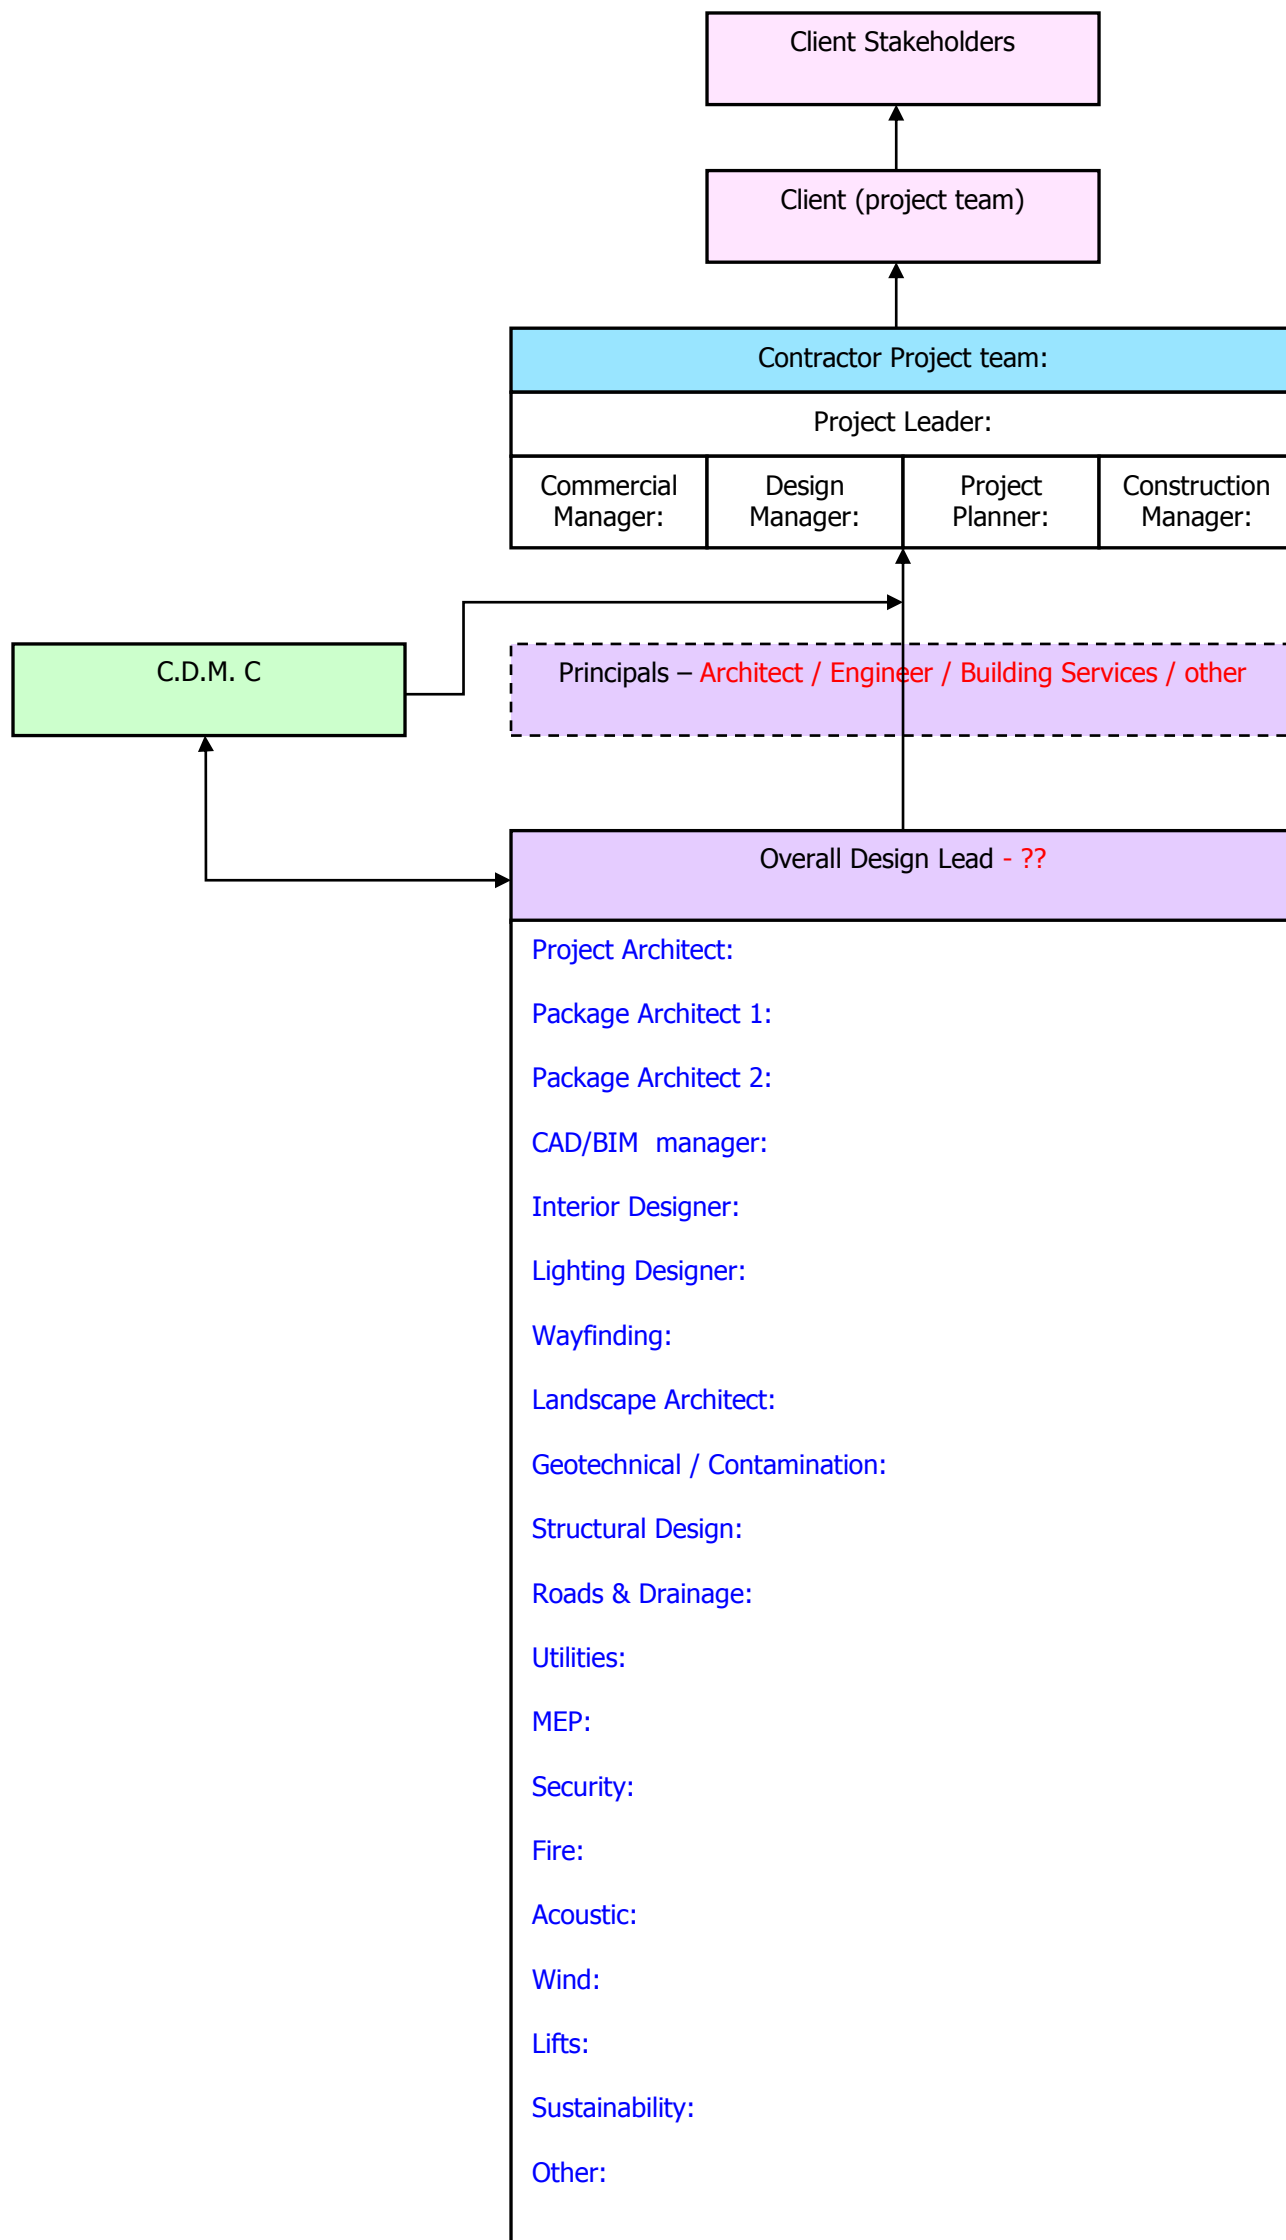 Client Stakeholders
Client (project team)
Contractor Project team:
Project Leader:
Commercial
Manager:
Design
Manager:
Project
Planner:
Construction
Manager:
C.D.M. C
Principals – Architect / Engineer / Building Services / other
Overall Design Lead - ??
Project Architect:
Package Architect 1:
Package Architect 2:
CAD/BIM  manager:
Interior Designer:
Lighting Designer:
Wayfinding:
Landscape Architect:
Geotechnical / Contamination:
Structural Design:
Roads & Drainage:
Utilities:
MEP:
Security:
Fire:
Acoustic:
Wind:
Lifts:
Sustainability:
Other: